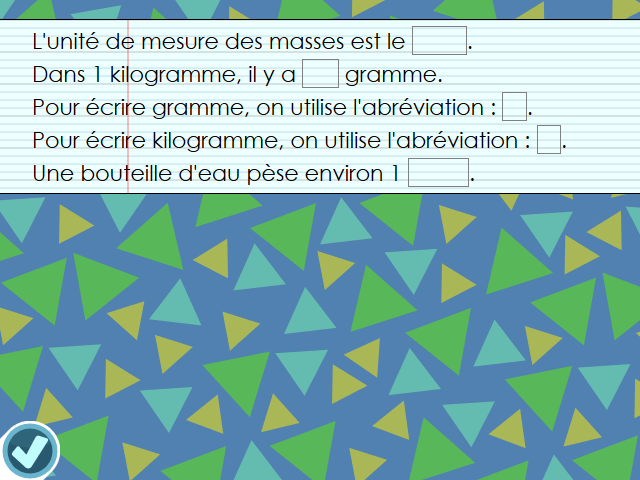 L'unité de mesure des masses est le .
Dans 1 kilogramme, il y a gramme.
Pour écrire gramme, on utilise l'abréviation : .
Pour écrire kilogramme, on utilise l'abréviation : .
Une bouteille d'eau pèse environ 1 .